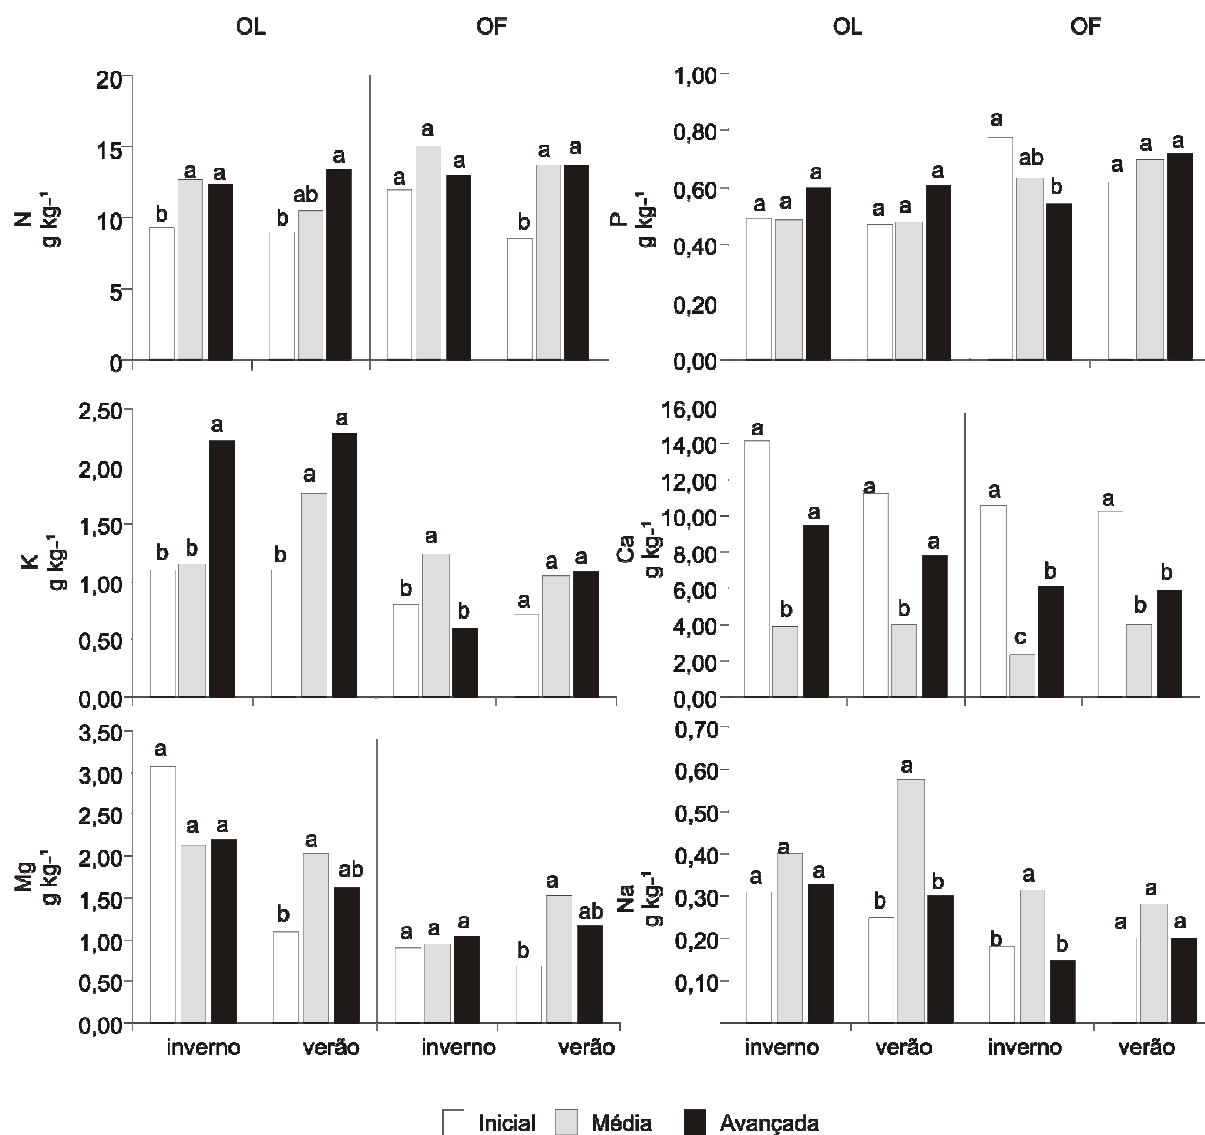 OL OF OL OF
20
15
10
5
0
N
g kg-¹
b a a b ab a a a a b a a
1,00
0,80
0,60
0,40
0,20
0,00
P
g kg-¹
a a a a a a a ab b a a a
2,50
2,00
1,50
1,00
0,50
0,00
K
g kg-¹
b b a b a a b a b a a a
16,00
14,00
12,00
10,00
8,00
6,00
4,00
2,00
0,00
Ca
g kg-¹
a b a a b a a c b a b b
3,50
3,00
2,50
2,00
1,50
1,00
0,50
0,00
Mg
g kg-¹
a a a b a ab a a a b a ab
inverno verão inverno verão
0,70
0,60
0,50
0,40
0,30
0,20
0,10
Na
g kg-¹
a a a b a b b a b a a a
inverno verão inverno verão
Inicial Média Avançada